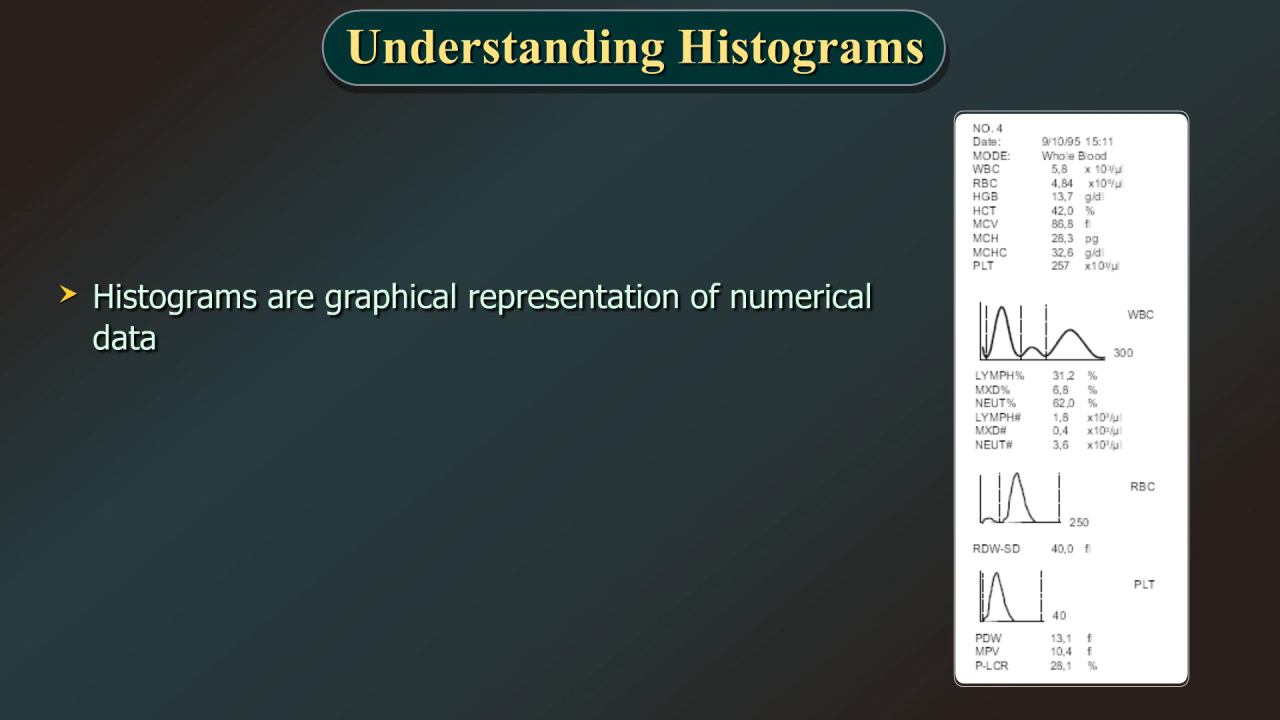 Understanding Histograms
Histograms are graphical representation of numerical
data
NO. 4
Date: 9/10/95 15:11
MODE: Whole Blood
WBC 5,8 x 10³/µl
RBC 4,84 x10⁶/µl
HGB 13,7 g/dl
HCT 42,0 %
MCV 86,8 fl
MCH 28,3 pg
MCHC 32,6 g/dl
PLT 257 x10³/µl
WBC
300
LYMPH% 31,2 %
MXD% 6,8 %
NEUT% 62,0 %
LYMPH# 1,8 x10³/µl
MXD# 0,4 x10³/µl
NEUT# 3,6 x10³/µl
RBC
250
RDW-SD 40,0 fl
PLT
40
PDW 13,1 fl
MPV 10,4 fl
P-LCR 28,1 %